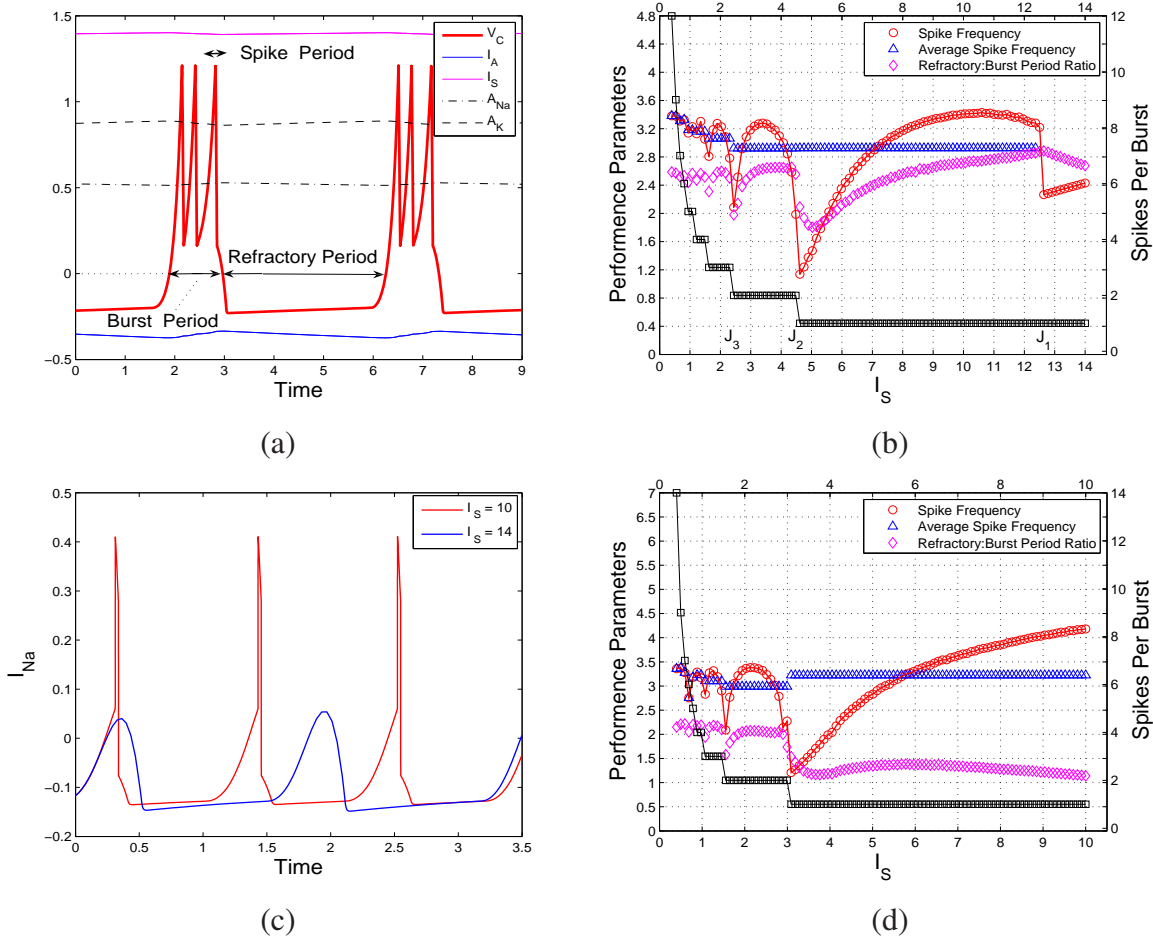 1.5
1
0.5
0
−0.5
0 1 2 3 4 5 6 7 8 9
Time
Spike Period
Refractory Period
Burst Period
V_C
I_A
I_S
A_Na
A_K
(a)
0 1 2 3 4 5 6 7 8 9 10 11 12 13 14
4.8
4.4
4
3.6
3.2
2.8
2.4
2
1.6
1.2
0.8
0.4
0
Performence Parameters
Spike Frequency
Average Spike Frequency
Refractory:Burst Period Ratio
J_3
J_2
J_1
12
10
8
6
4
2
0
Spikes Per Burst
0 1 2 3 4 5 6 7 8 9 10 11 12 13 14
I_S
(b)
0.5
0.4
0.3
0.2
0.1
0
−0.1
−0.2
I_Na
I_S = 10
I_S = 14
0 0.5 1 1.5 2 2.5 3 3.5
Time
(c)
0 2 4 6 8 10
7
6.5
6
5.5
5
4.5
4
3.5
3
2.5
2
1.5
1
0.5
0
Performence Parameters
Spike Frequency
Average Spike Frequency
Refractory:Burst Period Ratio
14
12
10
8
6
4
2
0
Spikes Per Burst
0 1 2 3 4 5 6 7 8 9 10
I_S
(d)